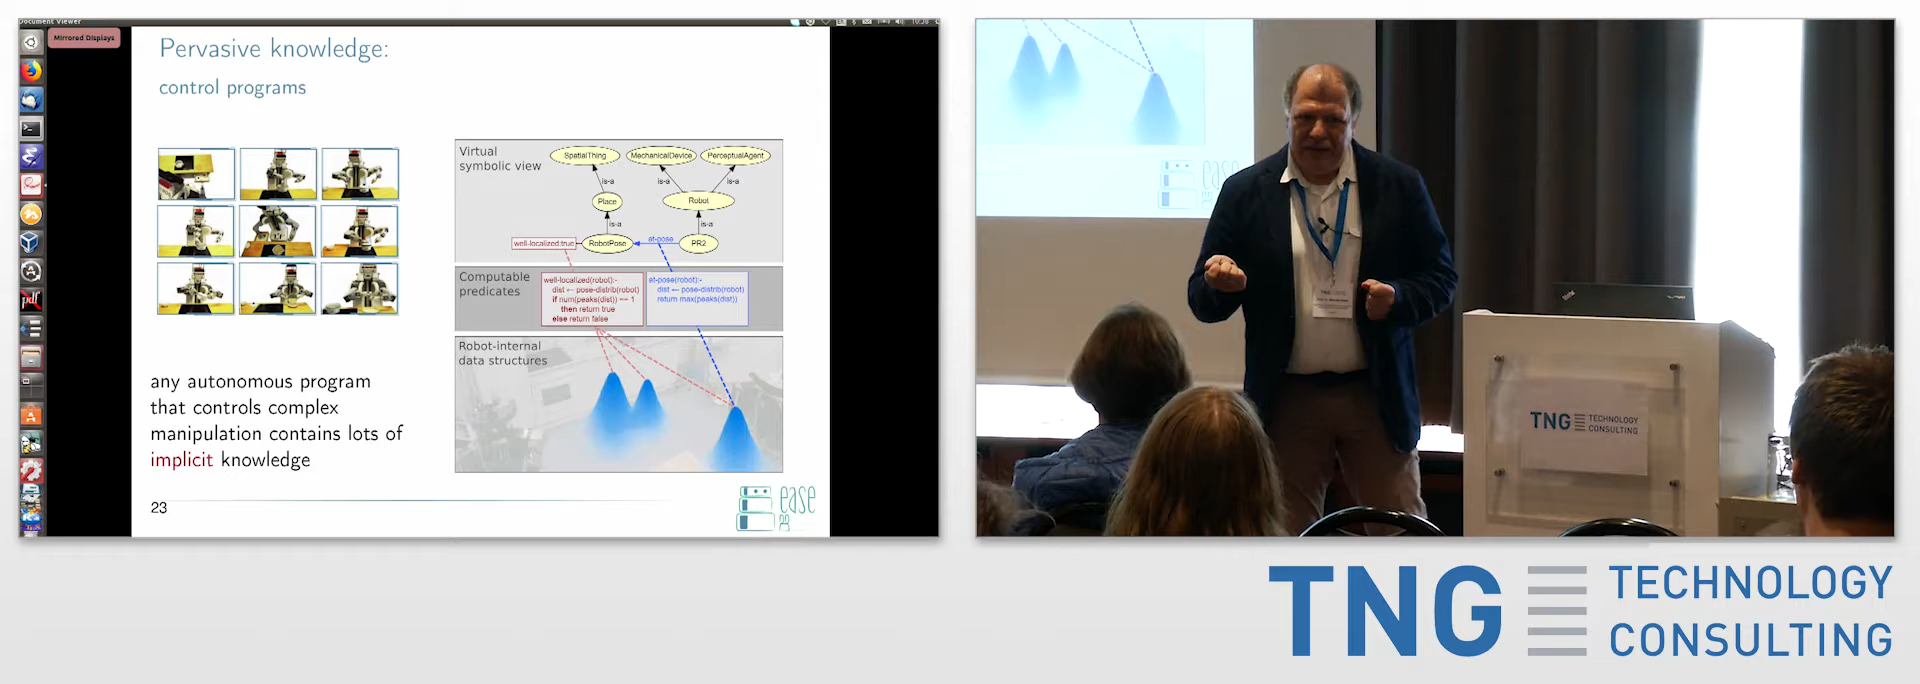 Document Viewer
10:38
Mirrored Displays
Pervasive knowledge:
control programs
Virtual
symbolic view
SpatialThing
MechanicalDevice
PerceptualAgent
is-a
is-a
is-a
Place
Robot
is-a
is-a
well-localized:true
RobotPose
at-pose
PR2
Computable
predicates
well-localized(robot):-
dist ← pose-distrib(robot)
if num(peaks(dist)) == 1
then return true
else return false
at-pose(robot):-
dist ← pose-distrib(robot)
return max(peaks(dist))
Robot-internal
data structures
any autonomous program
that controls complex
manipulation contains lots of
implicit knowledge
23
ease
pdf
ease
TNG TECHNOLOGY
CONSULTING
TNG TECHNOLOGY
CONSULTING